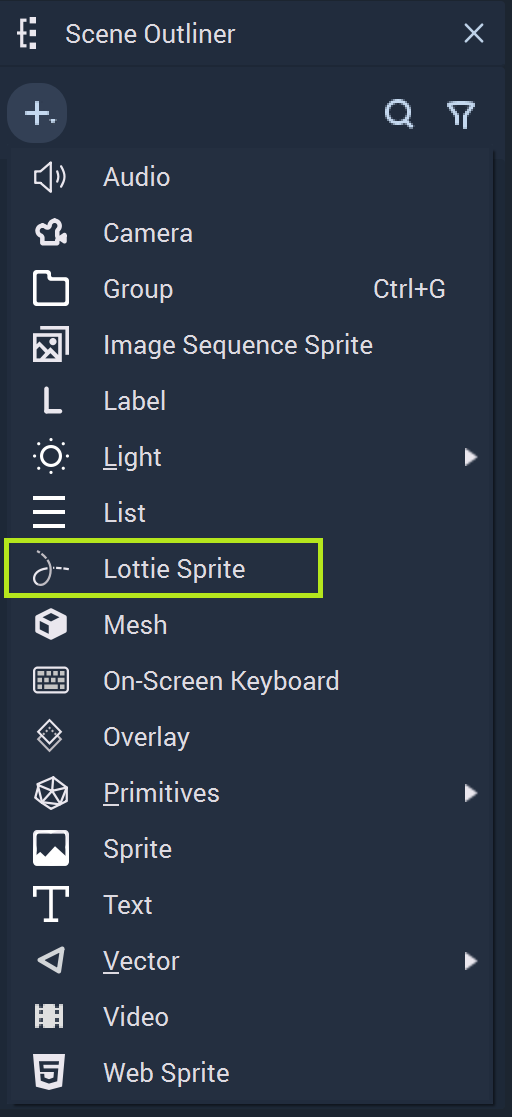 Scene Outliner
Audio
Camera
Group Ctrl+G
Image Sequence Sprite
L Label
Light
List
Lottie Sprite
Mesh
On-Screen Keyboard
Overlay
Primitives
Sprite
T Text
Vector
Video
5 Web Sprite